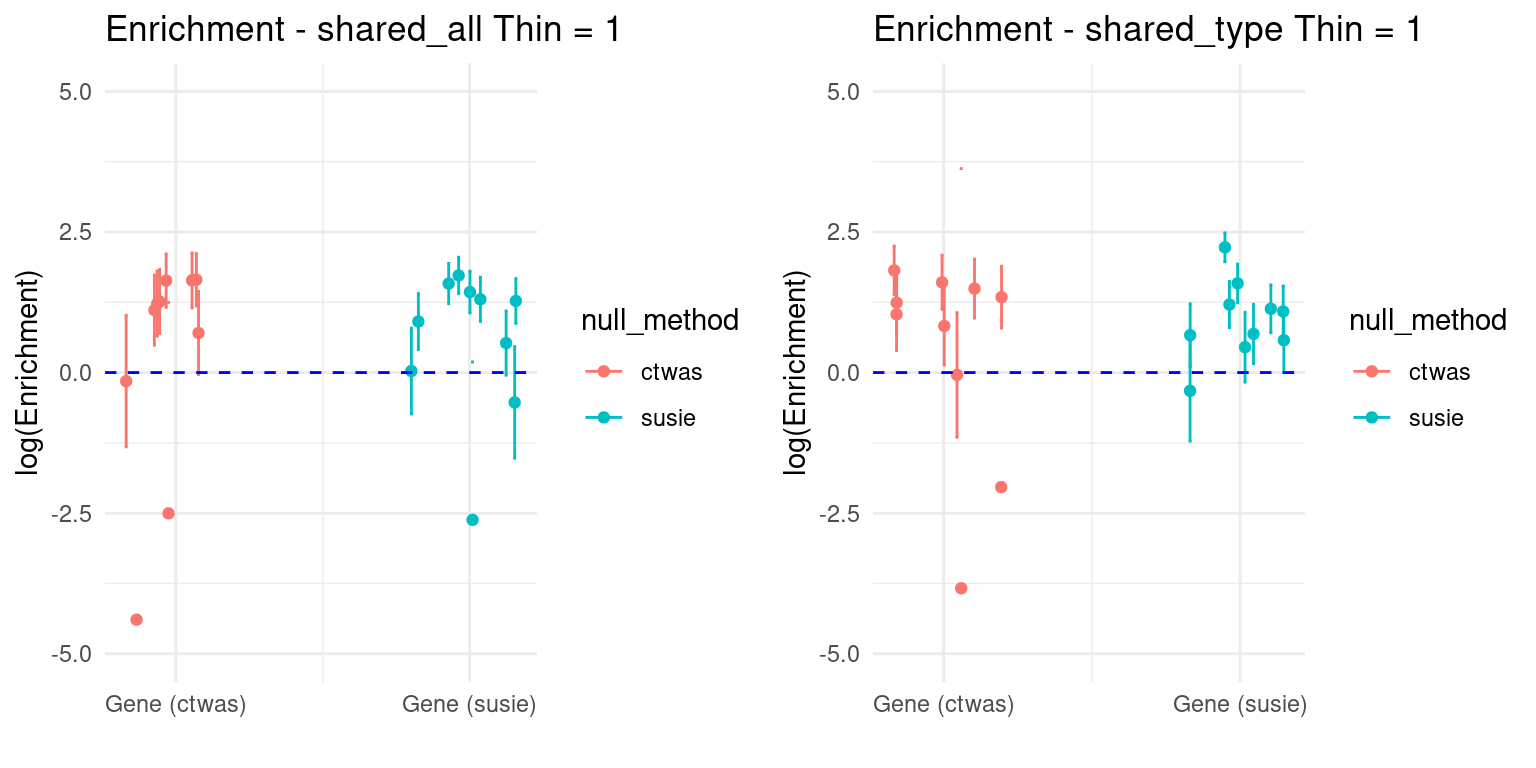 Enrichment - shared_all Thin = 1
log(Enrichment)
5.0
2.5
0.0
-2.5
-5.0
Gene (ctwas)
Gene (susie)
null_method
ctwas
susie
Enrichment - shared_type Thin = 1
log(Enrichment)
5.0
2.5
0.0
-2.5
-5.0
Gene (ctwas)
Gene (susie)
null_method
ctwas
susie